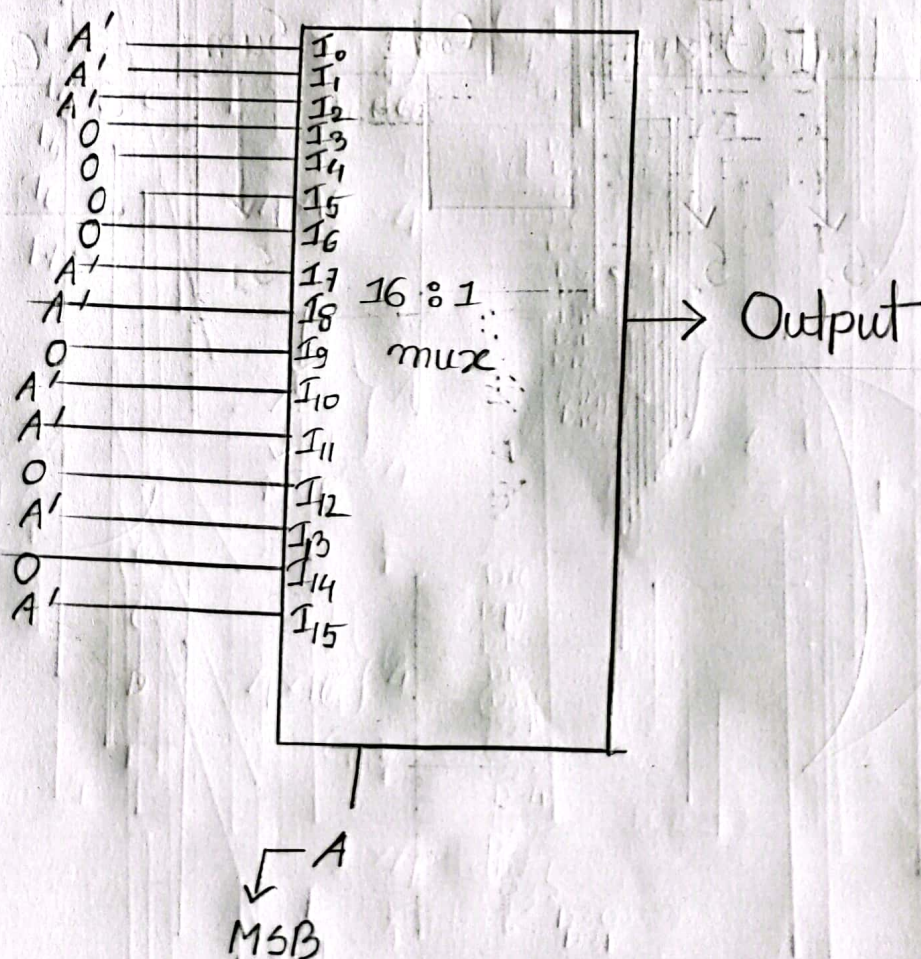 A' I0
A' I1
A' I2
0 I3
0 I4
0 I5
0 I6
A' I7
A' I8
0 I9
A' I10
A' I11
0 I12
A' I13
0 I14
A' I15
16:1
mux
Output
A
MSB